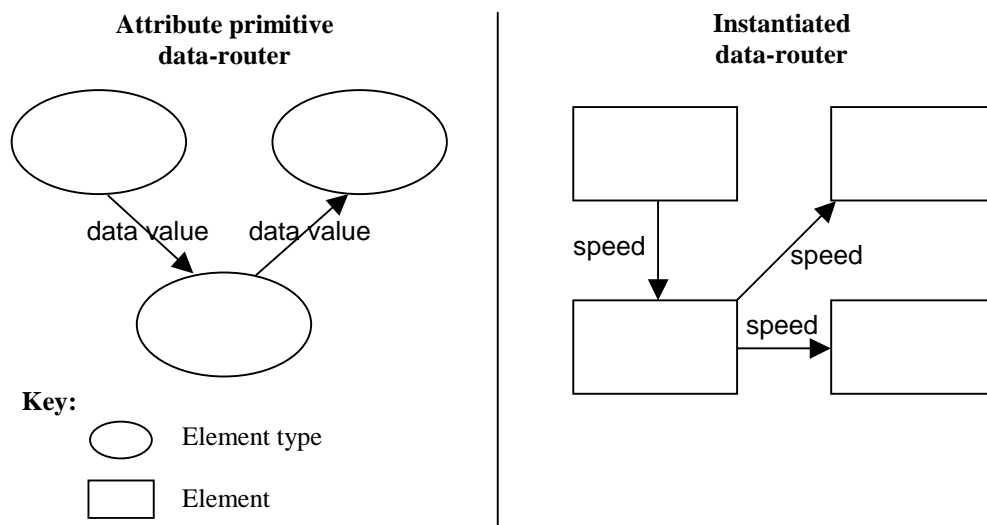 Attribute primitive
data-router
data value
data value
Key:
Element type
Element
Instantiated
data-router
speed
speed
speed